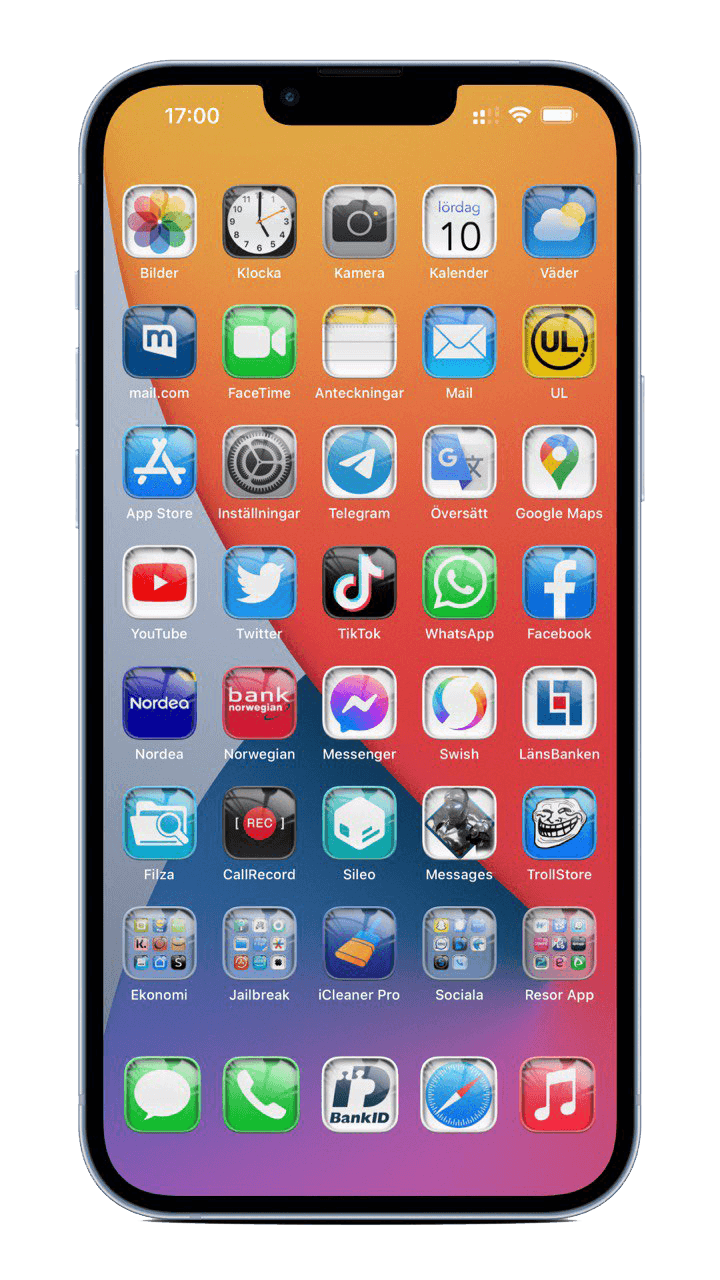 17:00
lördag
10
Bilder Klocka Kamera Kalender Väder
m UL.
mail.com FaceTime Anteckningar Mail UL
G 文
App Store Inställningar Telegram Översätt Google Maps
YouTube Twitter TikTok WhatsApp Facebook
Nordea bank
norwegian
Nordea Norwegian Messenger Swish LänsBanken
[ REC ]
Filza CallRecord Sileo Messages TrollStore
K. S
Ekonomi Jailbreak iCleaner Pro Sociala Resor App
BankID